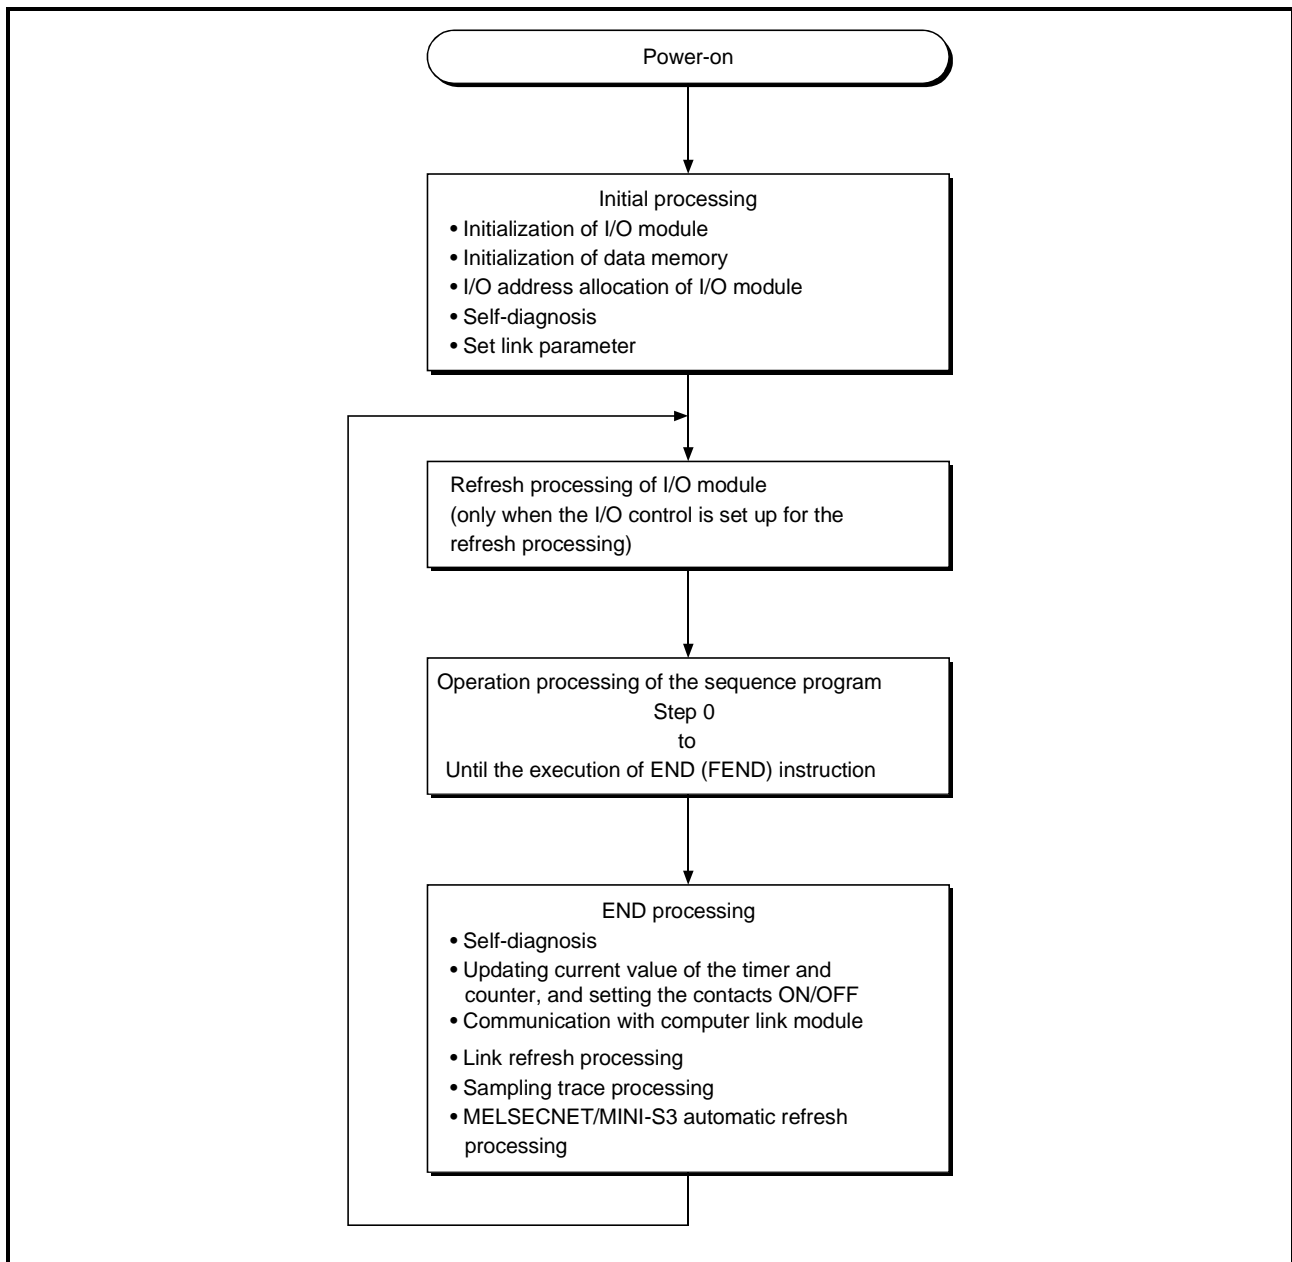 Power-on
Initial processing
• Initialization of I/O module
• Initialization of data memory
• I/O address allocation of I/O module
• Self-diagnosis
• Set link parameter
Refresh processing of I/O module
(only when the I/O control is set up for the
refresh processing)
Operation processing of the sequence program
Step 0
to
Until the execution of END (FEND) instruction
END processing
• Self-diagnosis
• Updating current value of the timer and
counter, and setting the contacts ON/OFF
• Communication with computer link module
• Link refresh processing
• Sampling trace processing
• MELSECNET/MINI-S3 automatic refresh
processing